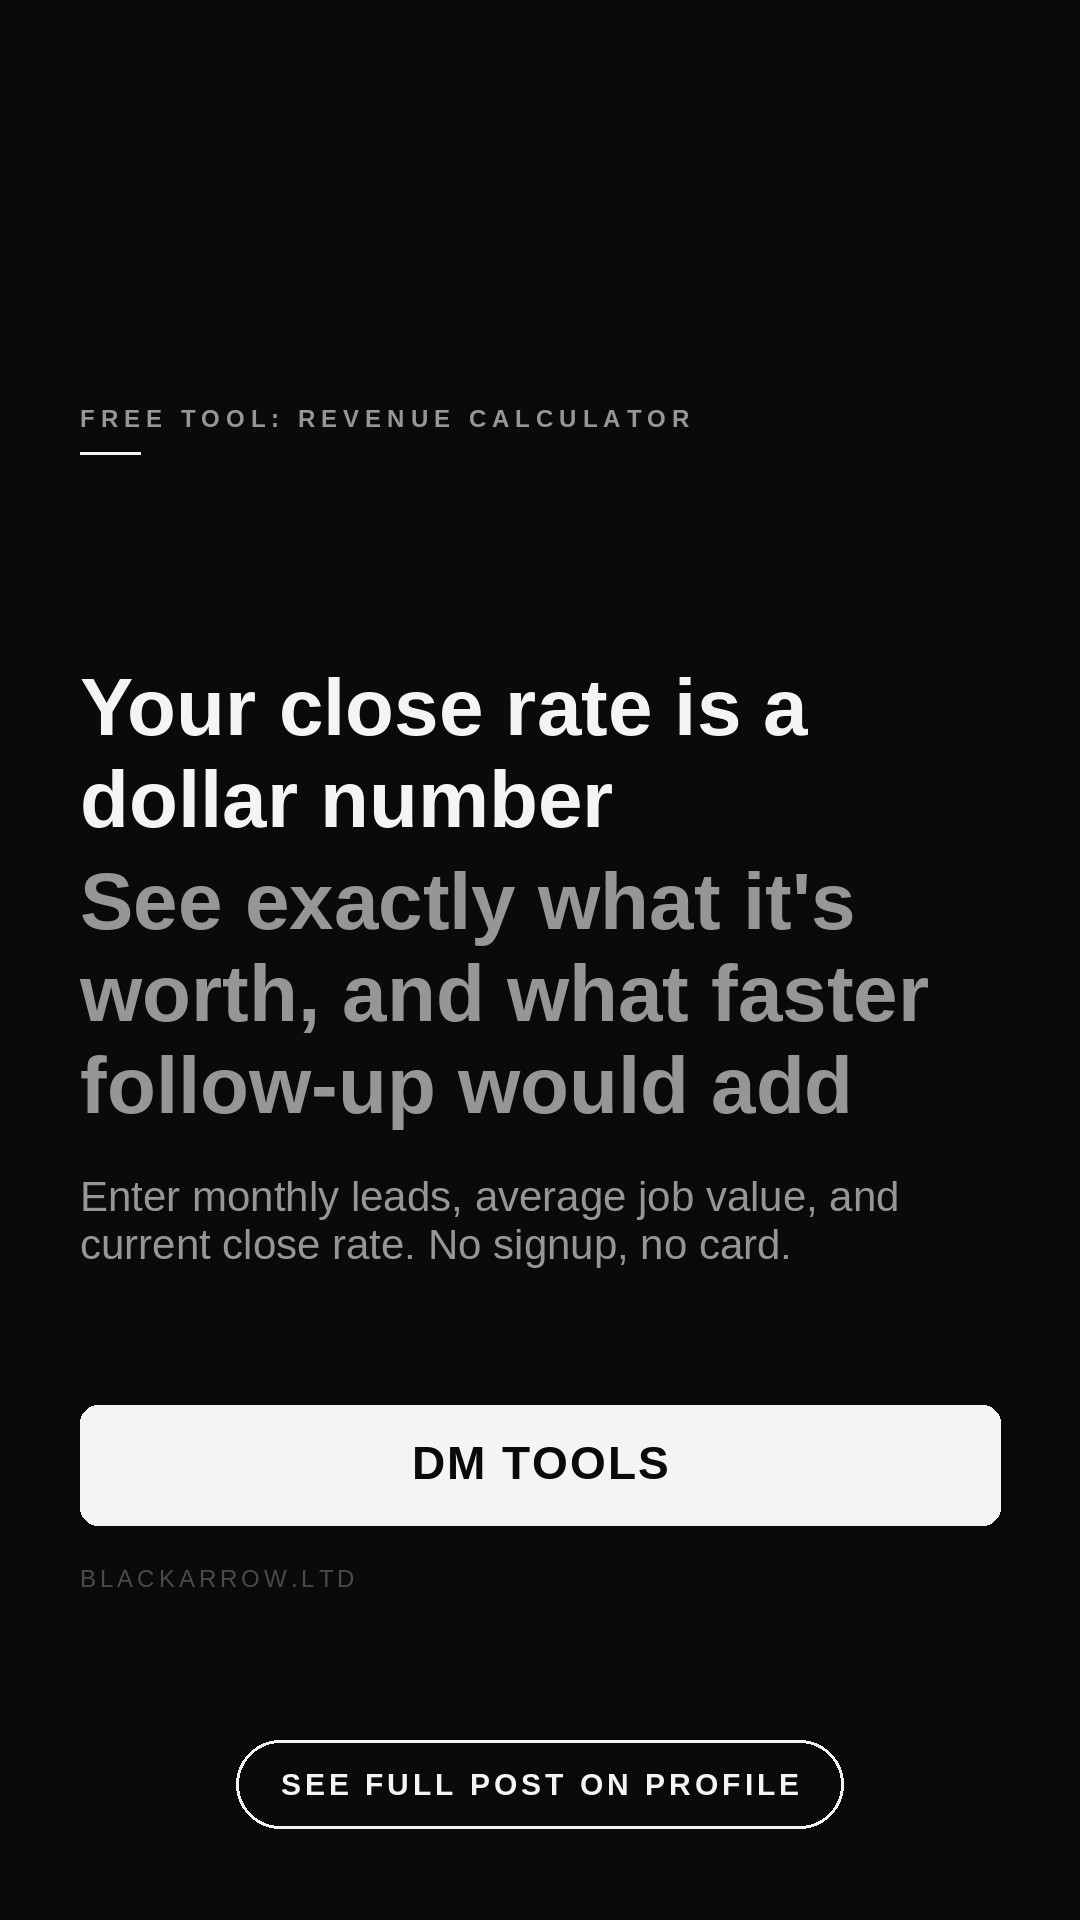 FREE TOOL: REVENUE CALCULATOR
Your close rate is a
dollar number
See exactly what it's
worth, and what faster
follow-up would add
Enter monthly leads, average job value, and
current close rate. No signup, no card.
DM TOOLS
BLACKARROW.LTD
SEE FULL POST ON PROFILE